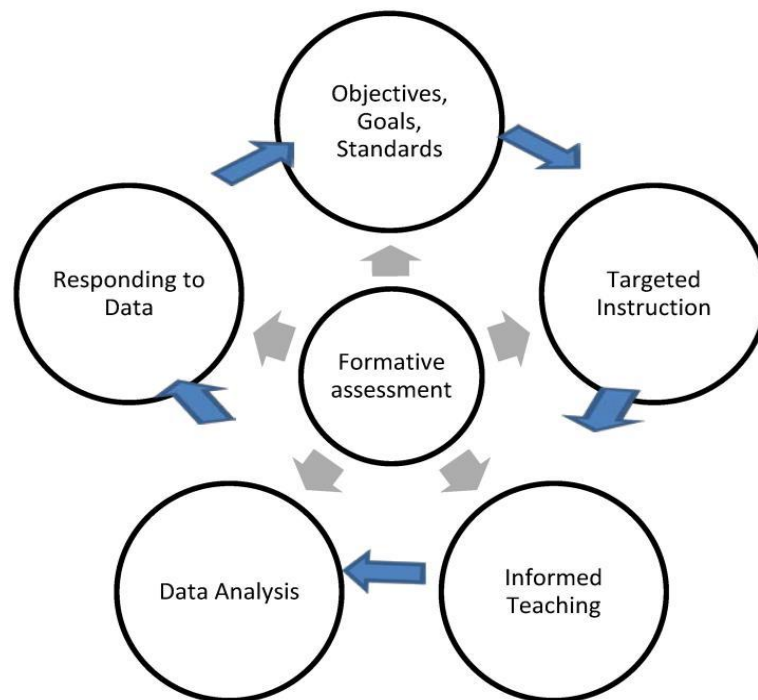 Objectives,
Goals,
Standards
Responding to
Data
Targeted
Instruction
Formative
assessment
Data Analysis
Informed
Teaching